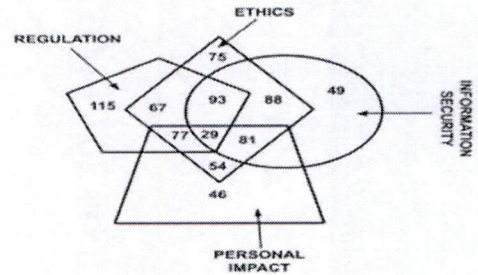 ETHICS
REGULATION
75
49
115
67
93
88
77
29
81
54
46
INFORMATION
SECURITY
PERSONAL
IMPACT